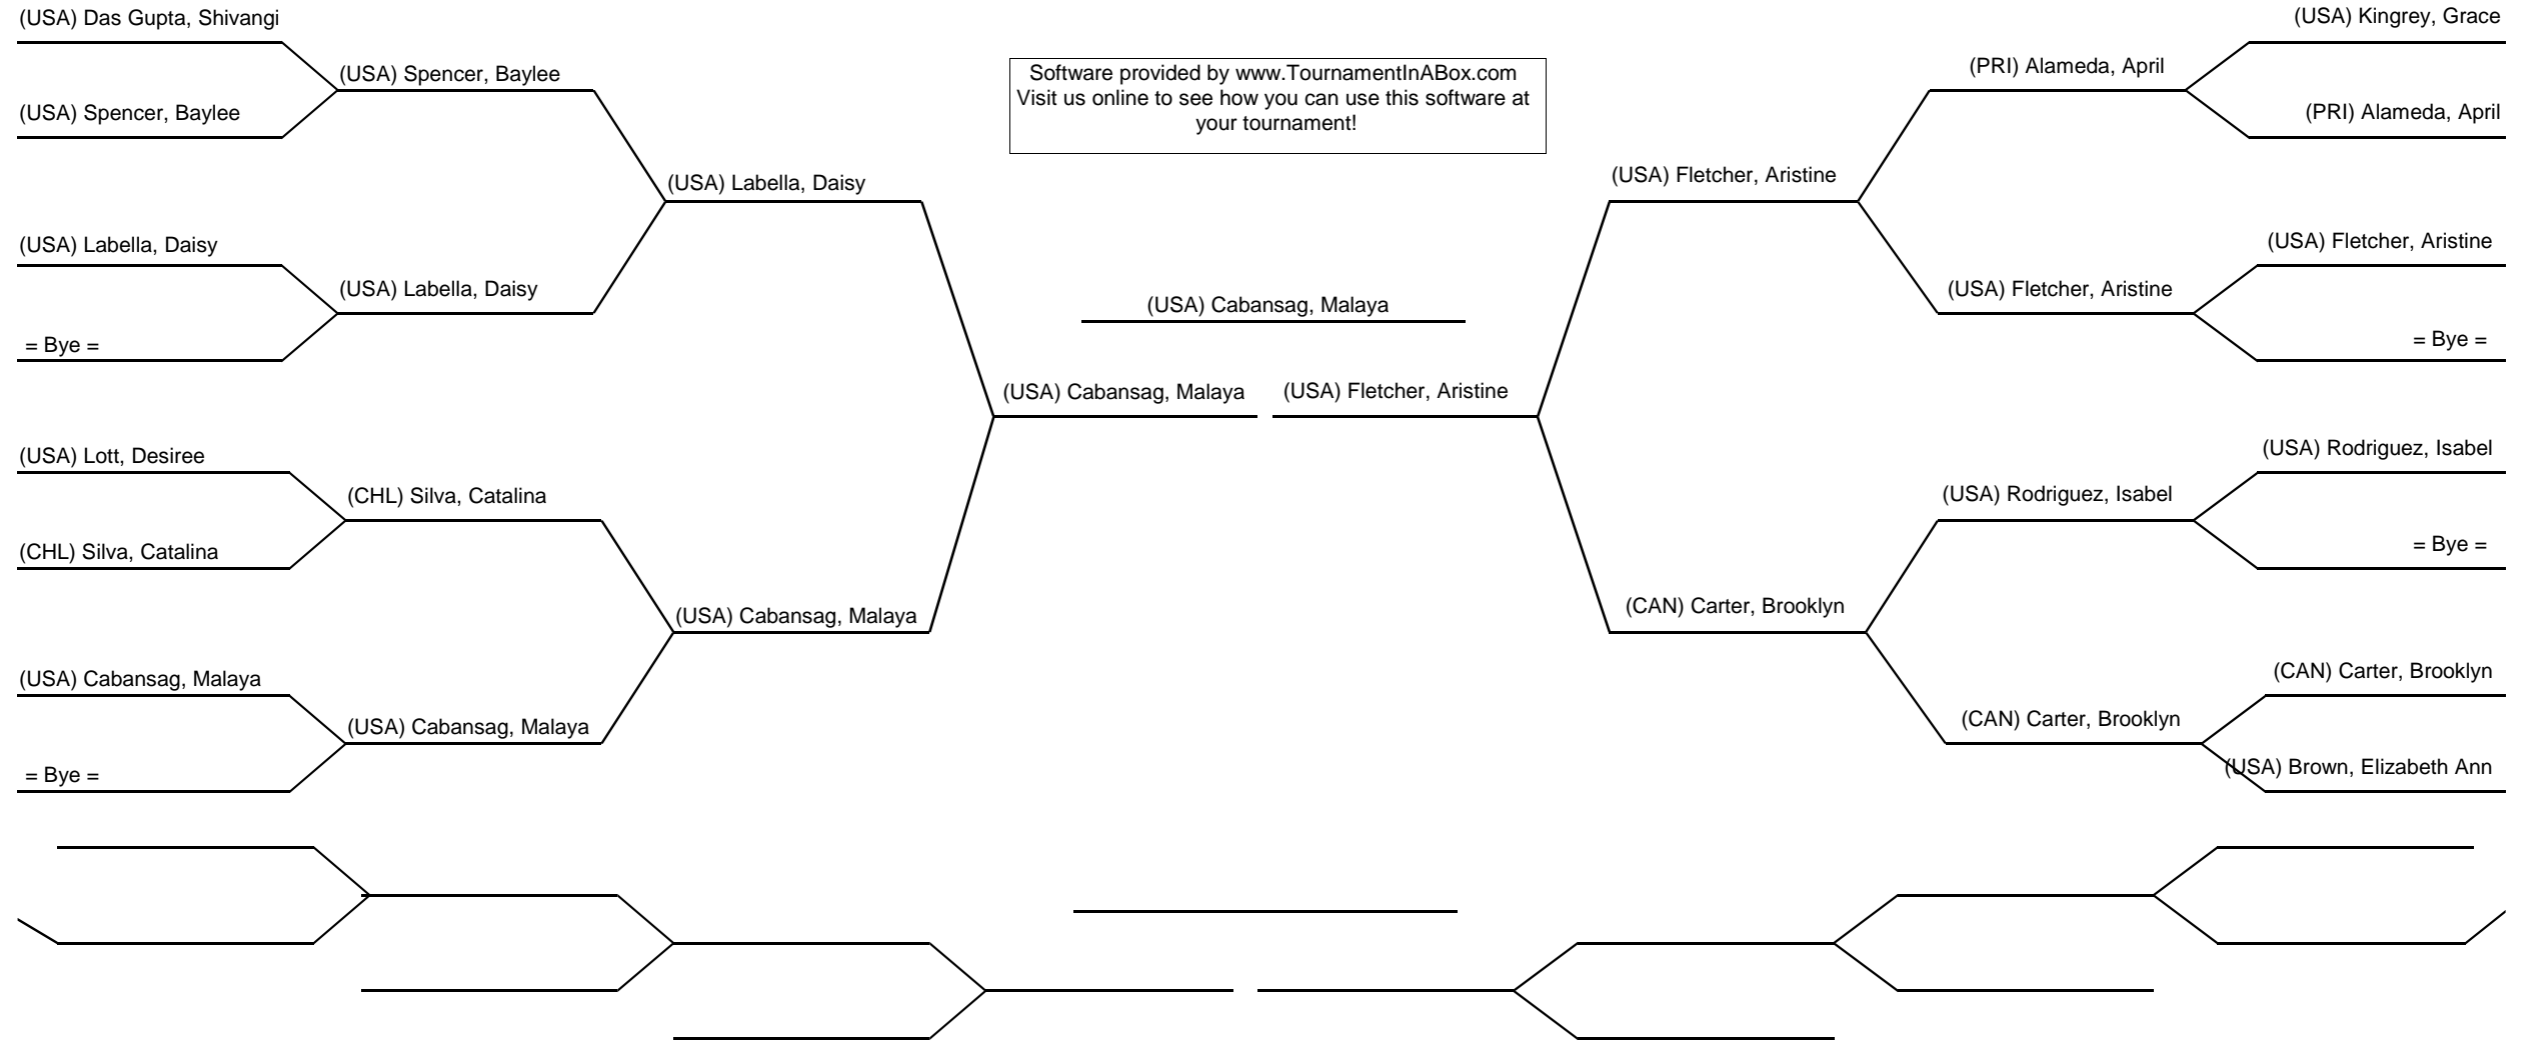 (USA) Das Gupta, Shivangi
(USA) Spencer, Baylee
(USA) Spencer, Baylee
(USA) Labella, Daisy
(USA) Labella, Daisy
(USA) Labella, Daisy
= Bye =
(USA) Lott, Desiree
(CHL) Silva, Catalina
(CHL) Silva, Catalina
(USA) Cabansag, Malaya
(USA) Cabansag, Malaya
(USA) Cabansag, Malaya
= Bye =
Software provided by www.TournamentInABox.com
Visit us online to see how you can use this software at
your tournament!
(USA) Cabansag, Malaya
(USA) Cabansag, Malaya
(USA) Fletcher, Aristine
(USA) Kingrey, Grace
(PRI) Alameda, April
(PRI) Alameda, April
(USA) Fletcher, Aristine
(USA) Fletcher, Aristine
(USA) Fletcher, Aristine
= Bye =
(USA) Rodriguez, Isabel
(USA) Rodriguez, Isabel
= Bye =
(CAN) Carter, Brooklyn
(CAN) Carter, Brooklyn
(CAN) Carter, Brooklyn
(USA) Brown, Elizabeth Ann